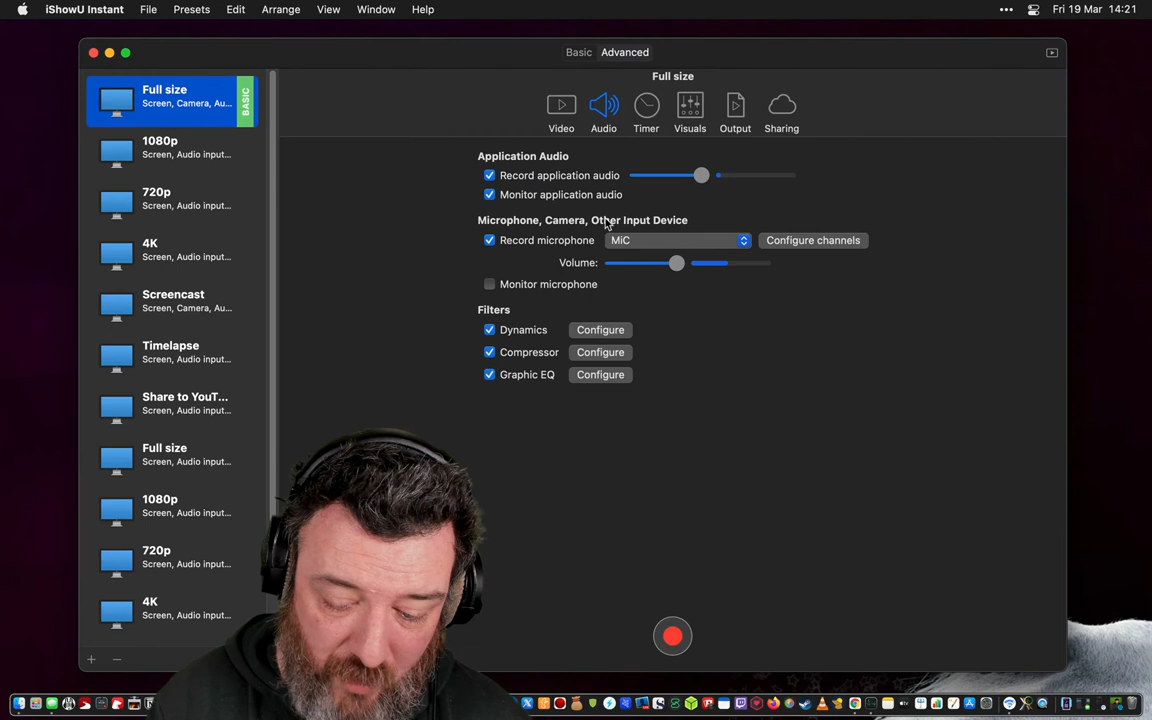 iShowU Instant File Presets Edit Arrange View Window Help ••• Fri 19 Mar 14:21
Basic Advanced
Full size
Full size
Screen, Camera, Au...
BASIC
Video Audio Timer Visuals Output Sharing
1080p
Screen, Audio input...
720p
Screen, Audio input...
4K
Screen, Audio input...
Screencast
Screen, Camera, Au...
Timelapse
Screen, Audio input...
Share to YouT...
Screen, Audio input...
Full size
Screen, Audio input...
1080p
Screen, Audio input...
720p
Screen, Audio input...
4K
Screen, Audio input...
Application Audio
Record application audio
Monitor application audio
Microphone, Camera, Other Input Device
Record microphone MiC Configure channels
Volume:
Monitor microphone
Filters
Dynamics Configure
Compressor Configure
Graphic EQ Configure